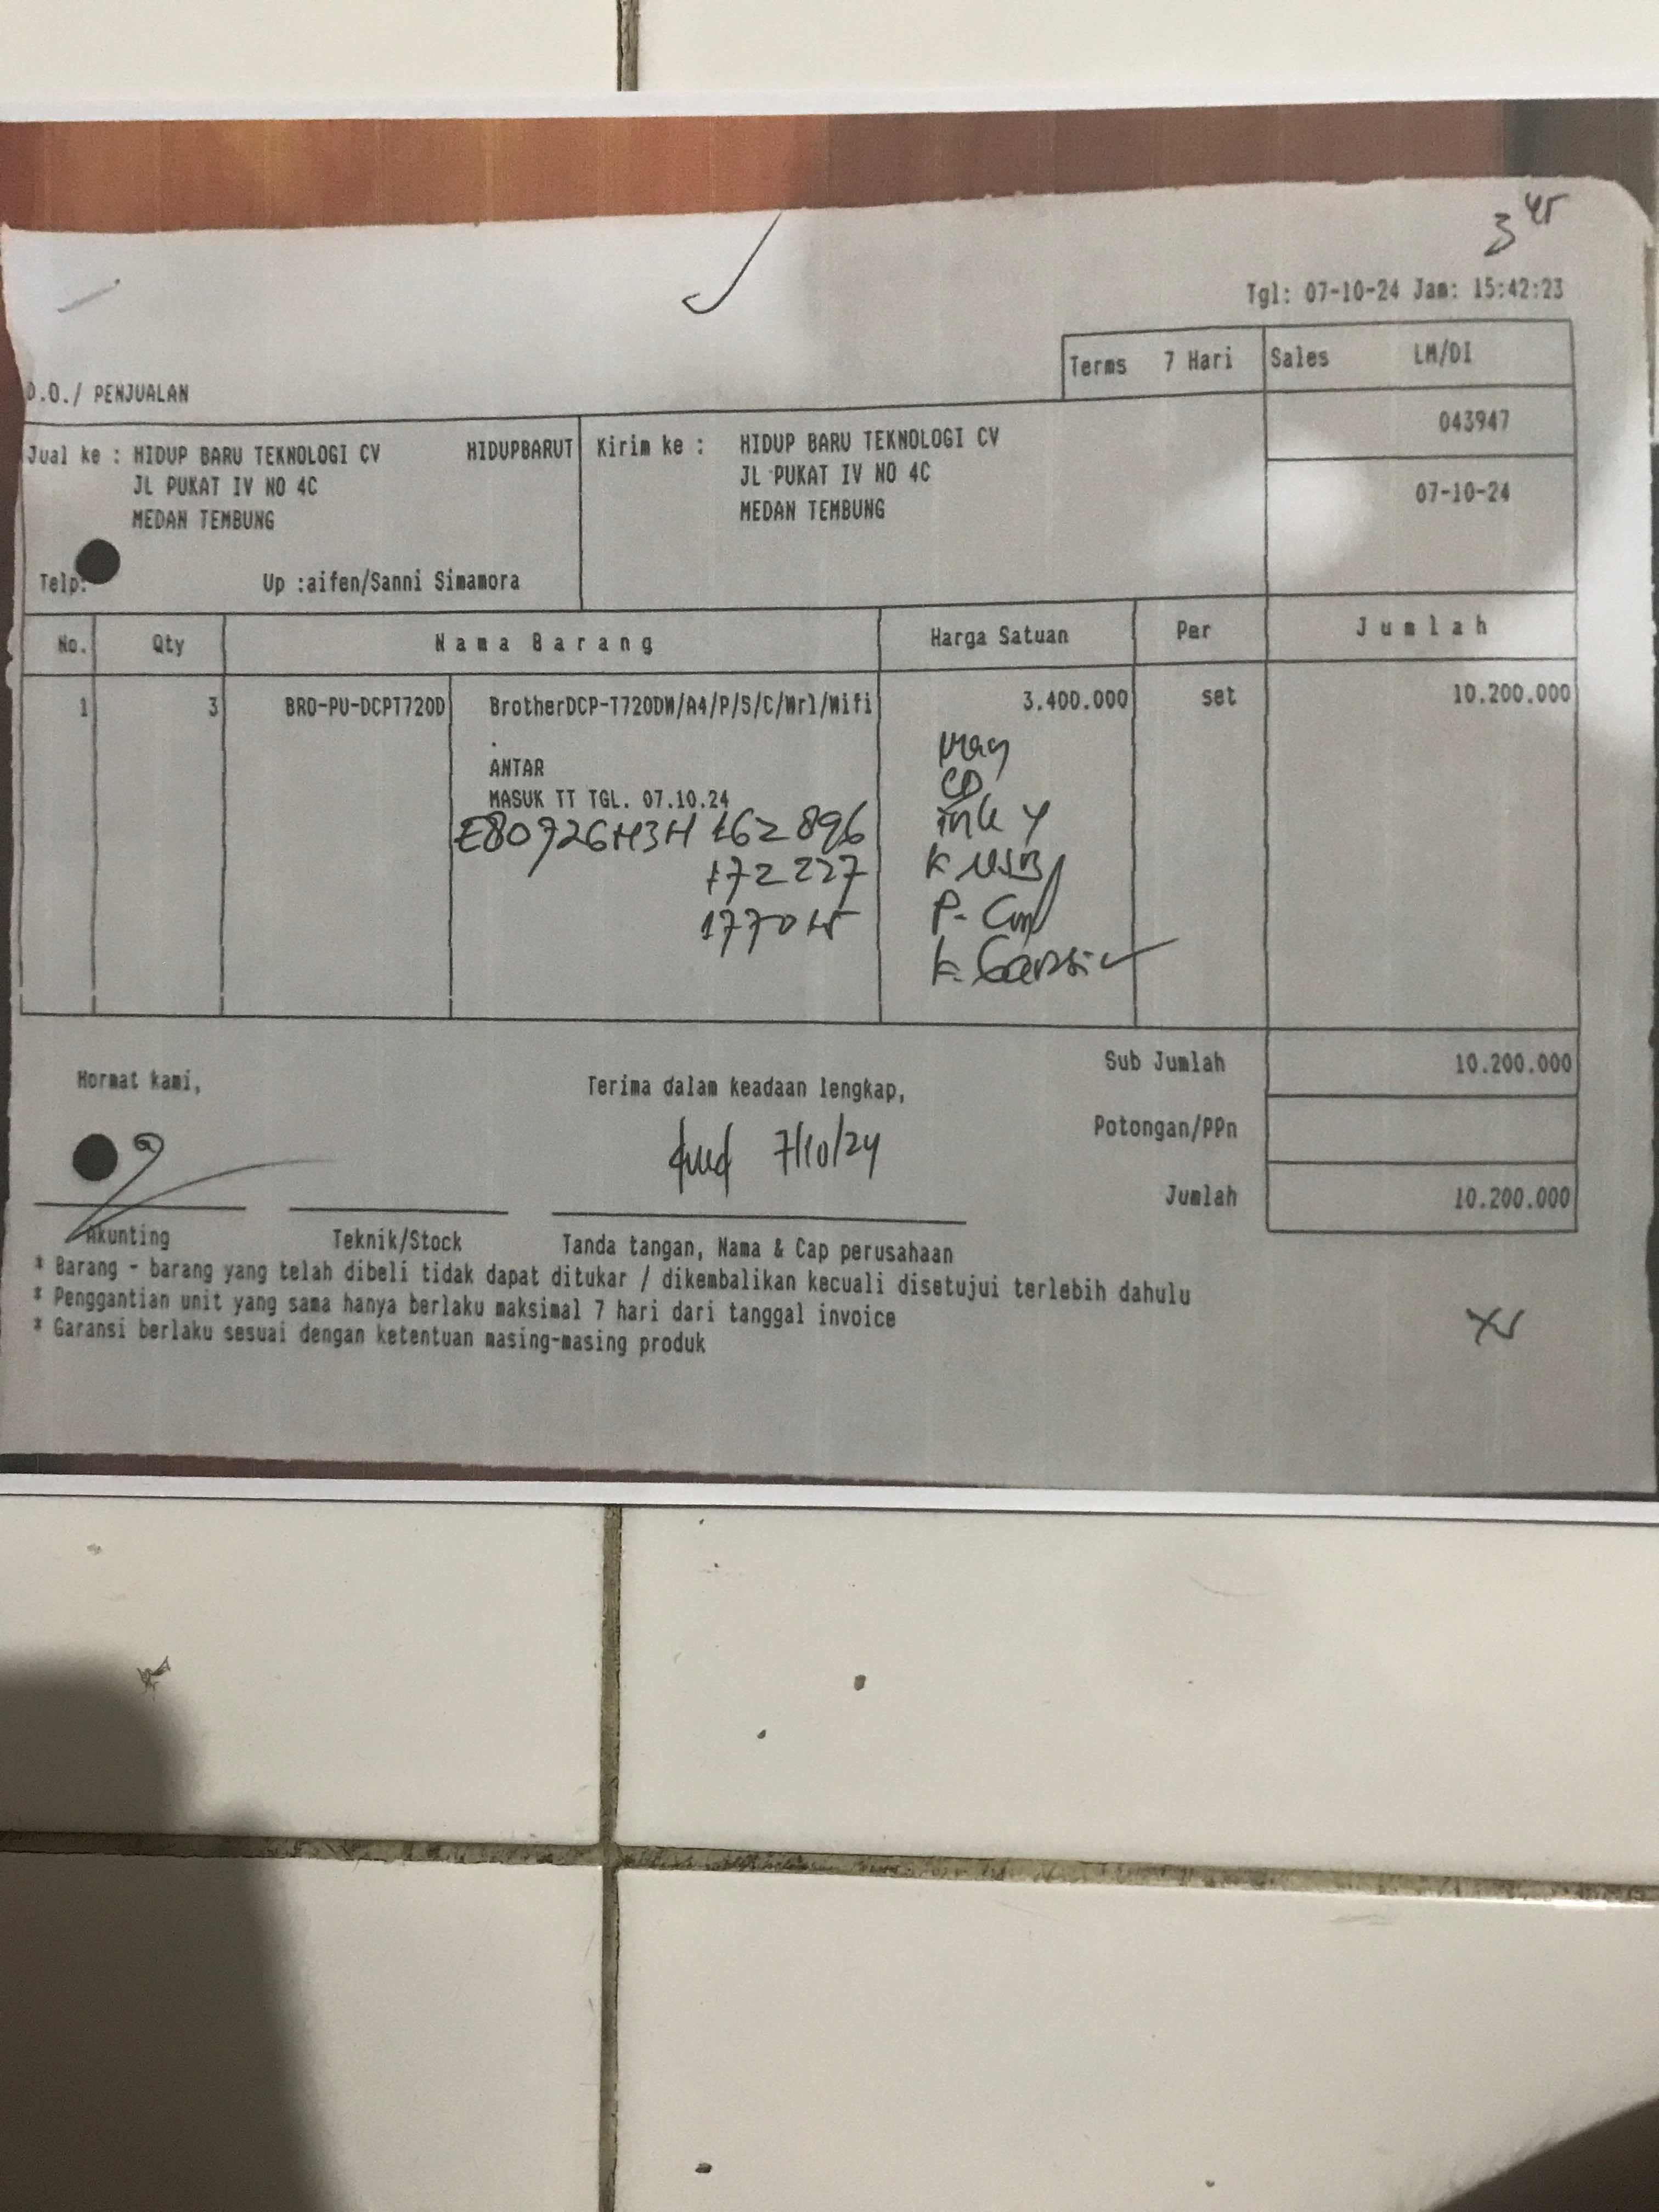 3 45
Tgl: 07-10-24 Jam: 15:42:23
Terms 7 Hari Sales LM/DI
D.O./ PENJUALAN
043947
Jual ke : HIDUP BARU TEKNOLOGI CV HIDUPBARUT Kirim ke : HIDUP BARU TEKNOLOGI CV
JL PUKAT IV NO 4C JL PUKAT IV NO 4C
07-10-24
MEDAN TEMBUNG MEDAN TEMBUNG
Telp: Up :aifen/Sanni Simamora
No. Qty Nama Barang Harga Satuan Per Jumlah
1 3 BRO-PU-DCPT720D BrotherDCP-T720DW/A4/P/S/C/Wrl/Wifi 3.400.000 set 10.200.000
.
ANTAR
CD
MASUK TT TGL. 07.10.24
E80726H3H 162896 ink 4
172227 K USB
P-
K. Garansi
Sub Jumlah 10.200.000
Hormat kami, Terima dalam keadaan lengkap,
Potongan/PPn
7/10/24
Jumlah 10.200.000
Akunting Teknik/Stock Tanda tangan, Nama & Cap perusahaan
* Barang - barang yang telah dibeli tidak dapat ditukar / dikembalikan kecuali disetujui terlebih dahulu
* Penggantian unit yang sama hanya berlaku maksimal 7 hari dari tanggal invoice
* Garansi berlaku sesuai dengan ketentuan masing-masing produk